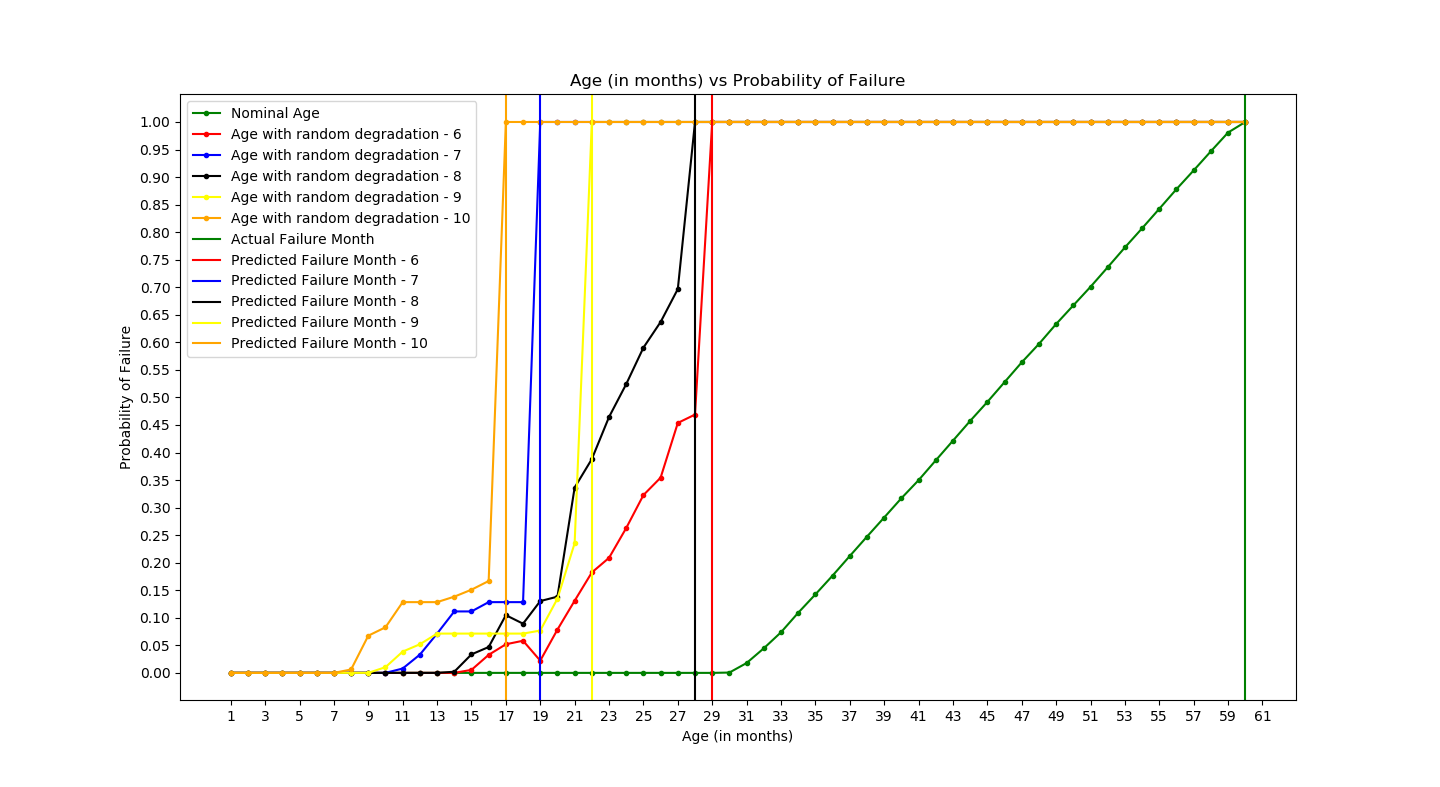 Age (in months) vs Probability of Failure
Nominal Age
Age with random degradation - 6
Age with random degradation - 7
Age with random degradation - 8
Age with random degradation - 9
Age with random degradation - 10
Actual Failure Month
Predicted Failure Month - 6
Predicted Failure Month - 7
Predicted Failure Month - 8
Predicted Failure Month - 9
Predicted Failure Month - 10
Probability of Failure
1.00
0.95
0.90
0.85
0.80
0.75
0.70
0.65
0.60
0.55
0.50
0.45
0.40
0.35
0.30
0.25
0.20
0.15
0.10
0.05
0.00
1 3 5 7 9 11 13 15 17 19 21 23 25 27 29 31 33 35 37 39 41 43 45 47 49 51 53 55 57 59 61
Age (in months)